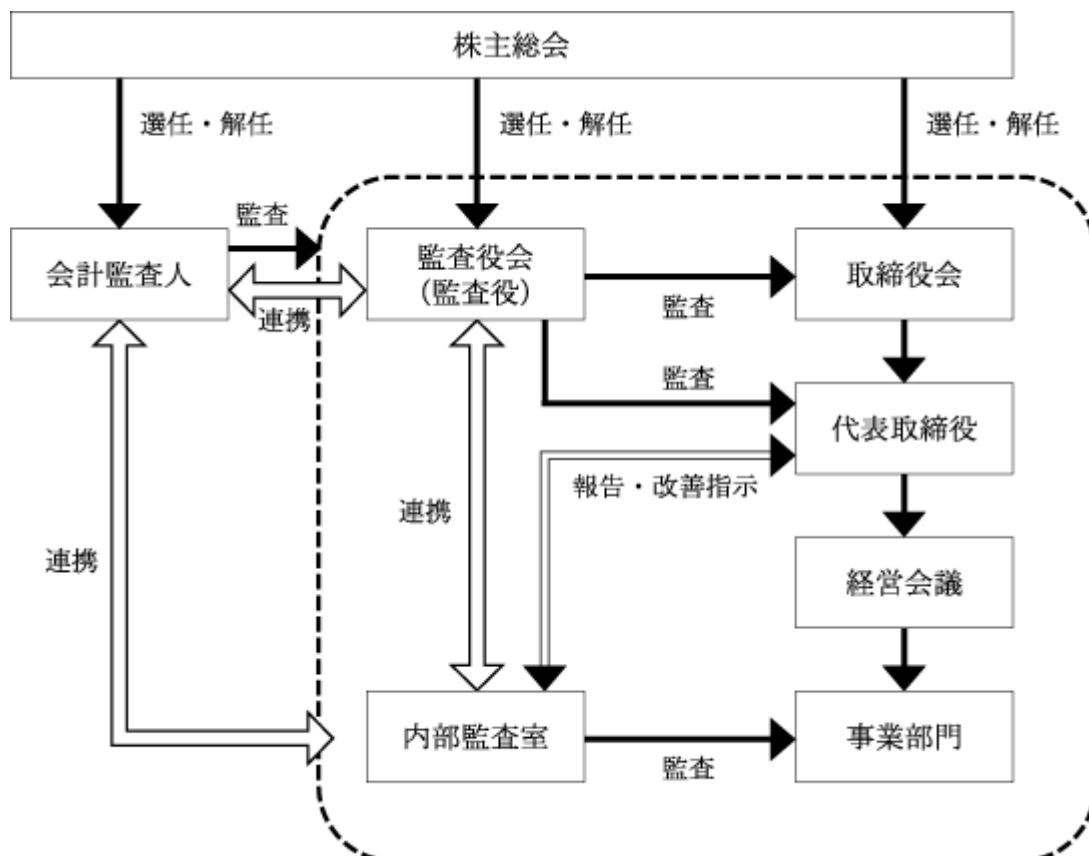 株主総会
選任・解任
選任・解任
選任・解任
監査
会計監査人
監査役会
(監査役)
取締役会
連携
監査
監査
代表取締役
報告・改善指示
連携
連携
経営会議
内部監査室
事業部門
監査